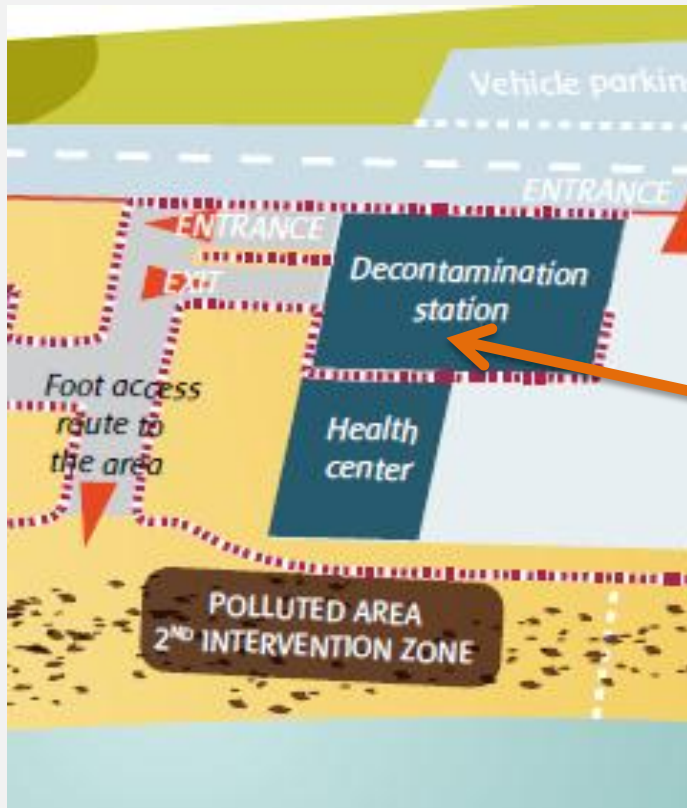 Vehicle parkin
ENTRANCE
ENTRANCE
EXIT
Decontamination
station
Foot access
route to
the area
Health
center
POLLUTED AREA
2ND INTERVENTION ZONE